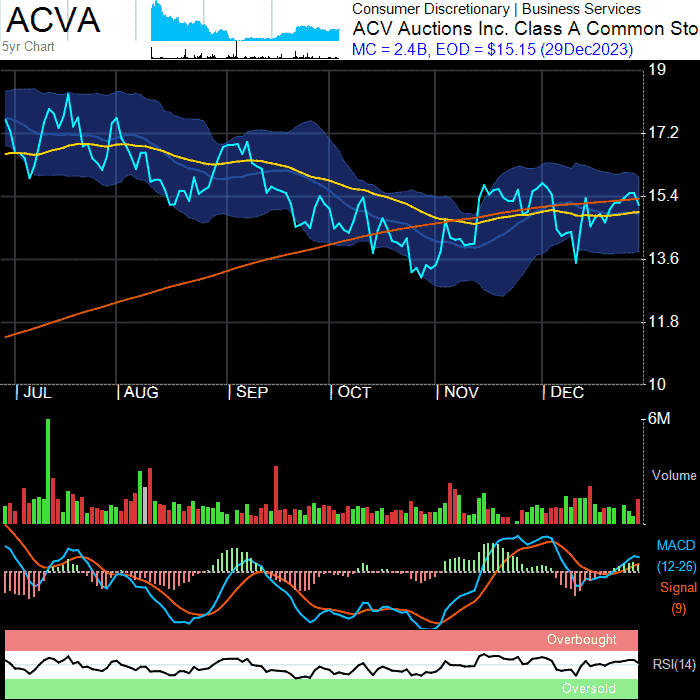 ACVA
5yr Chart
Consumer Discretionary | Business Services
ACV Auctions Inc. Class A Common Sto
MC = 2.4B, EOD = $15.15 (29Dec2023)
19
17.2
15.4
13.6
11.8
10
JUL AUG SEP OCT NOV DEC
6M
Volume
MACD
(12-26)
Signal
(9)
Overbought
RSI(14)
Oversold